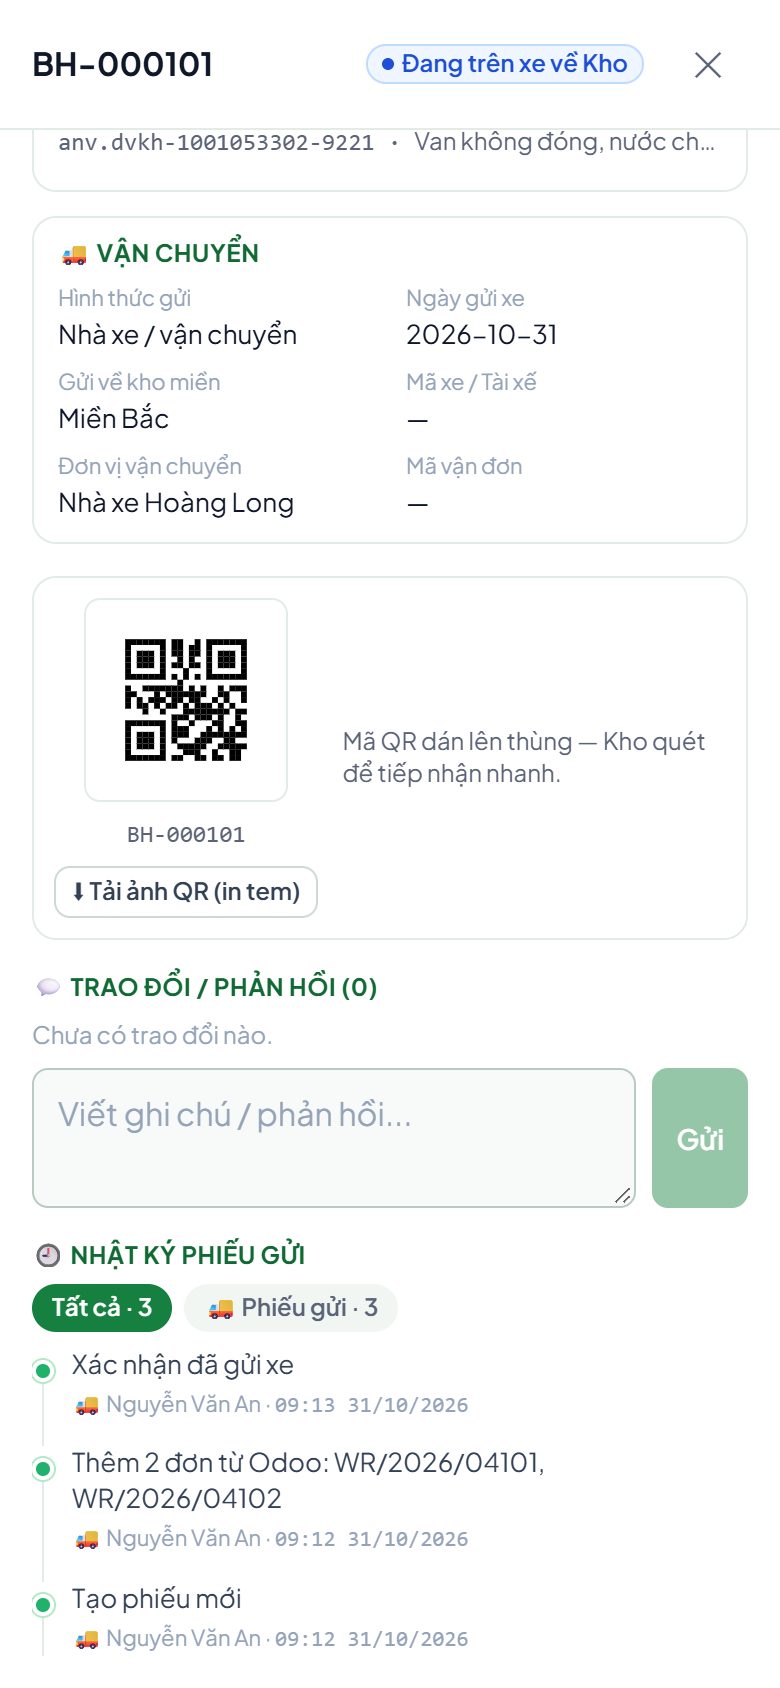 BH-000101
Đang trên xe về Kho
anv.dvkh-1001053302-9221 · Van không đóng, nước ch...
VẬN CHUYỂN
Hình thức gửi
Ngày gửi xe
Nhà xe / vận chuyển
2026-10-31
Gửi về kho miền
Mã xe / Tài xế
Miền Bắc
—
Đơn vị vận chuyển
Mã vận đơn
Nhà xe Hoàng Long
—
Mã QR dán lên thùng — Kho quét
để tiếp nhận nhanh.
BH-000101
⬇ Tải ảnh QR (in tem)
TRAO ĐỔI / PHẢN HỒI (0)
Chưa có trao đổi nào.
Viết ghi chú / phản hồi...
Gửi
NHẬT KÝ PHIẾU GỬI
Tất cả · 3
Phiếu gửi · 3
Xác nhận đã gửi xe
Nguyễn Văn An · 09:13 31/10/2026
Thêm 2 đơn từ Odoo: WR/2026/04101,
WR/2026/04102
Nguyễn Văn An · 09:12 31/10/2026
Tạo phiếu mới
Nguyễn Văn An · 09:12 31/10/2026